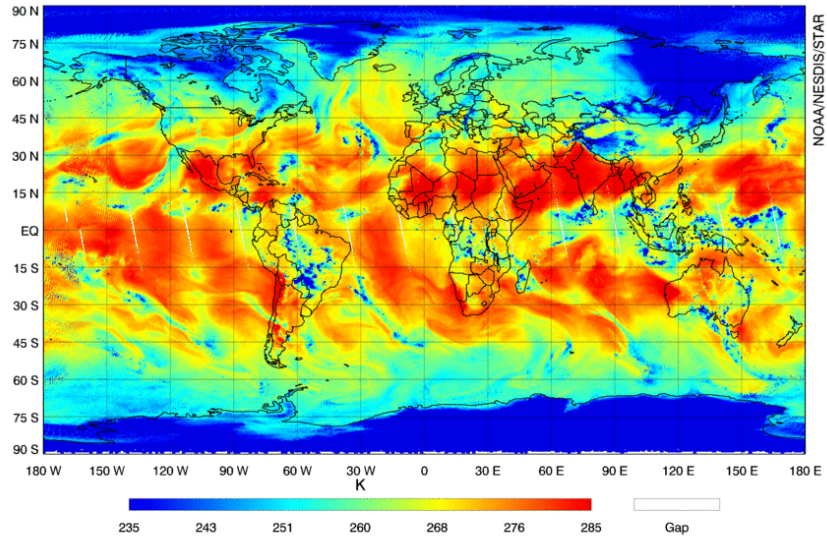 NOAA/NESDIS/STAR
90 N
75 N
60 N
45 N
30 N
15 N
EQ
15 S
30 S
45 S
60 S
75 S
90 S
180 W 150 W 120 W 90 W 60 W 30 W 0 30 E 60 E 90 E 120 E 150 E 180 E
K
235 243 251 260 268 276 285 Gap